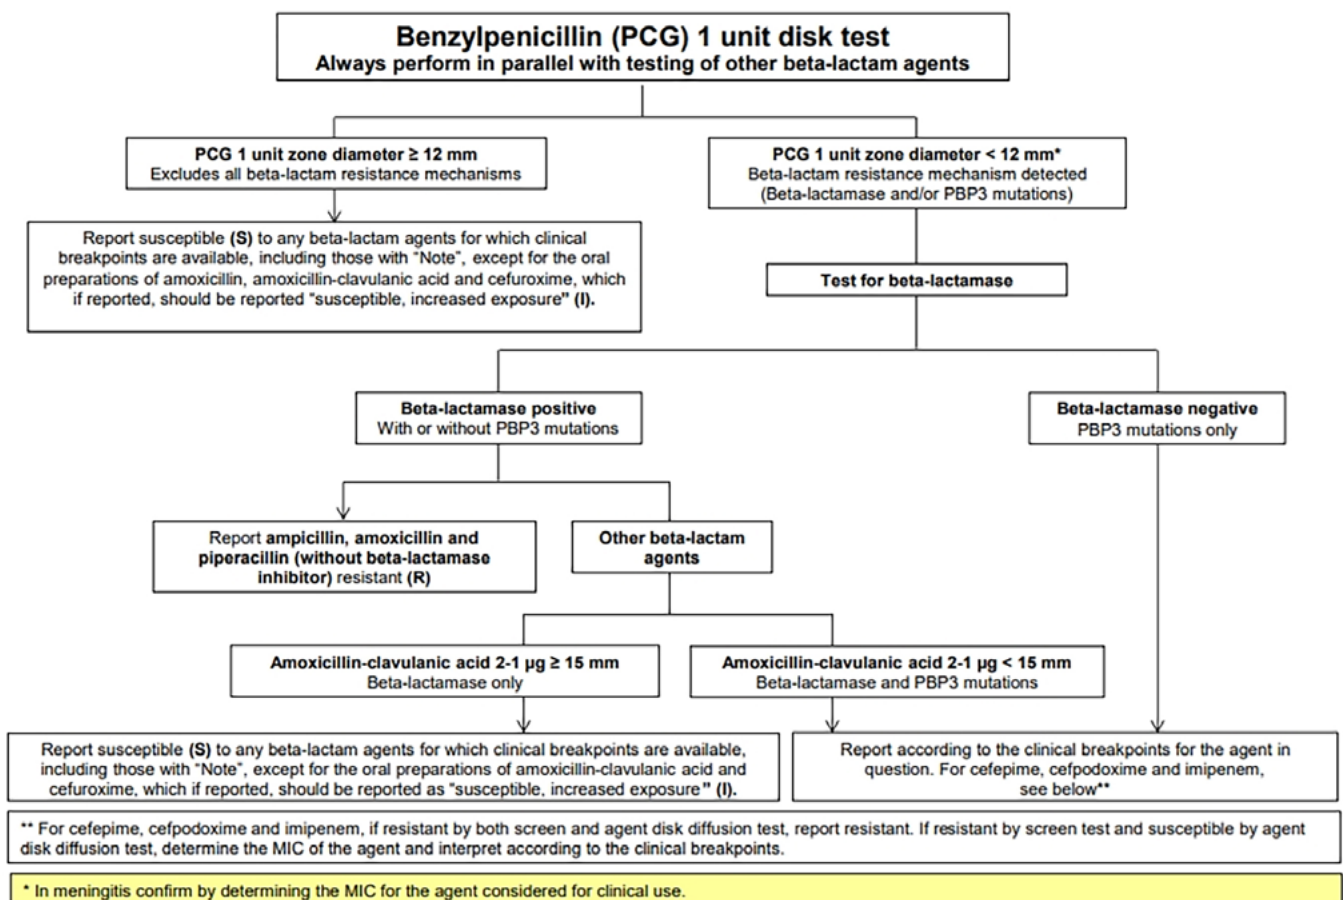 Benzylpenicillin (PCG) 1 unit disk test
Always perform in parallel with testing of other beta-lactam agents
PCG 1 unit zone diameter ≥ 12 mm
Excludes all beta-lactam resistance mechanisms
PCG 1 unit zone diameter < 12 mm*
Beta-lactam resistance mechanism detected
(Beta-lactamase and/or PBP3 mutations)
Report susceptible (S) to any beta-lactam agents for which clinical
breakpoints are available, including those with "Note", except for the oral
preparations of amoxicillin, amoxicillin-clavulanic acid and cefuroxime, which
if reported, should be reported "susceptible, increased exposure" (I).
Test for beta-lactamase
Beta-lactamase positive
With or without PBP3 mutations
Beta-lactamase negative
PBP3 mutations only
Report ampicillin, amoxicillin and
piperacillin (without beta-lactamase
inhibitor) resistant (R)
Other beta-lactam
agents
Amoxicillin-clavulanic acid 2-1 µg ≥ 15 mm
Beta-lactamase only
Amoxicillin-clavulanic acid 2-1 µg < 15 mm
Beta-lactamase and PBP3 mutations
Report susceptible (S) to any beta-lactam agents for which clinical breakpoints are available,
including those with "Note", except for the oral preparations of amoxicillin-clavulanic acid and
cefuroxime, which if reported, should be reported as "susceptible, increased exposure" (I).
Report according to the clinical breakpoints for the agent in
question. For cefepime, cefpodoxime and imipenem,
see below**
** For cefepime, cefpodoxime and imipenem, if resistant by both screen and agent disk diffusion test, report resistant. If resistant by screen test and susceptible by agent
disk diffusion test, determine the MIC of the agent and interpret according to the clinical breakpoints.
* In meningitis confirm by determining the MIC for the agent considered for clinical use.